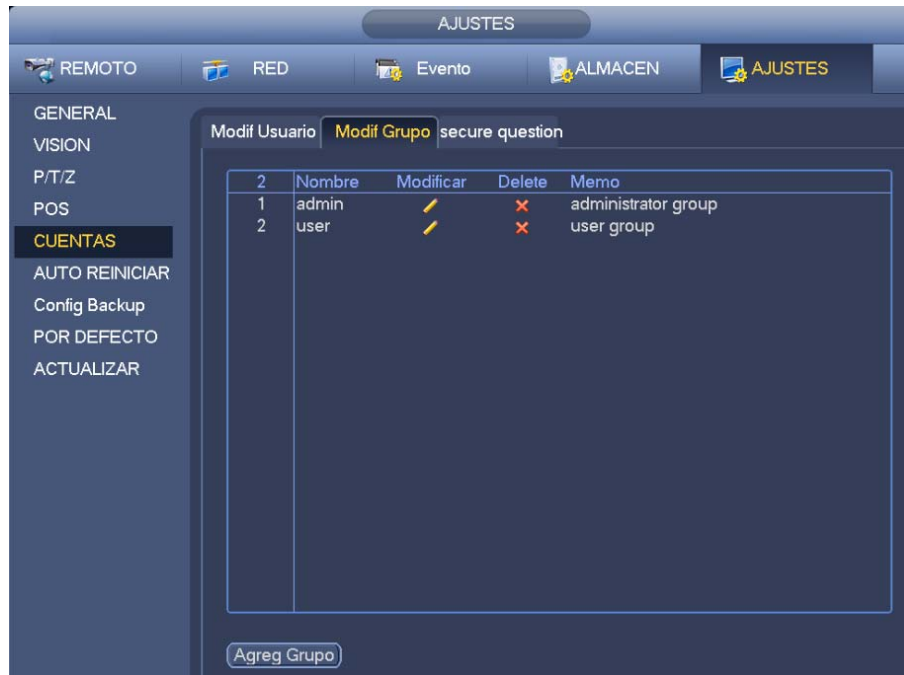 AJUSTES
REMOTO RED Evento ALMACEN AJUSTES
GENERAL
VISION
P/T/Z
POS
CUENTAS
AUTO REINICIAR
Config Backup
POR DEFECTO
ACTUALIZAR
Modif Usuario Modif Grupo secure question
2 Nombre Modificar Delete Memo
1 admin administrator group
2 user user group
Agreg Grupo